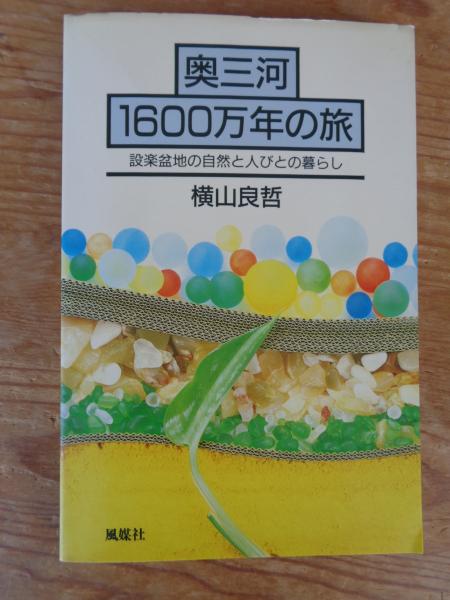 奥三河
1600万年の旅
設楽盆地の自然と人びとの暮らし
横山良哲
風媒社